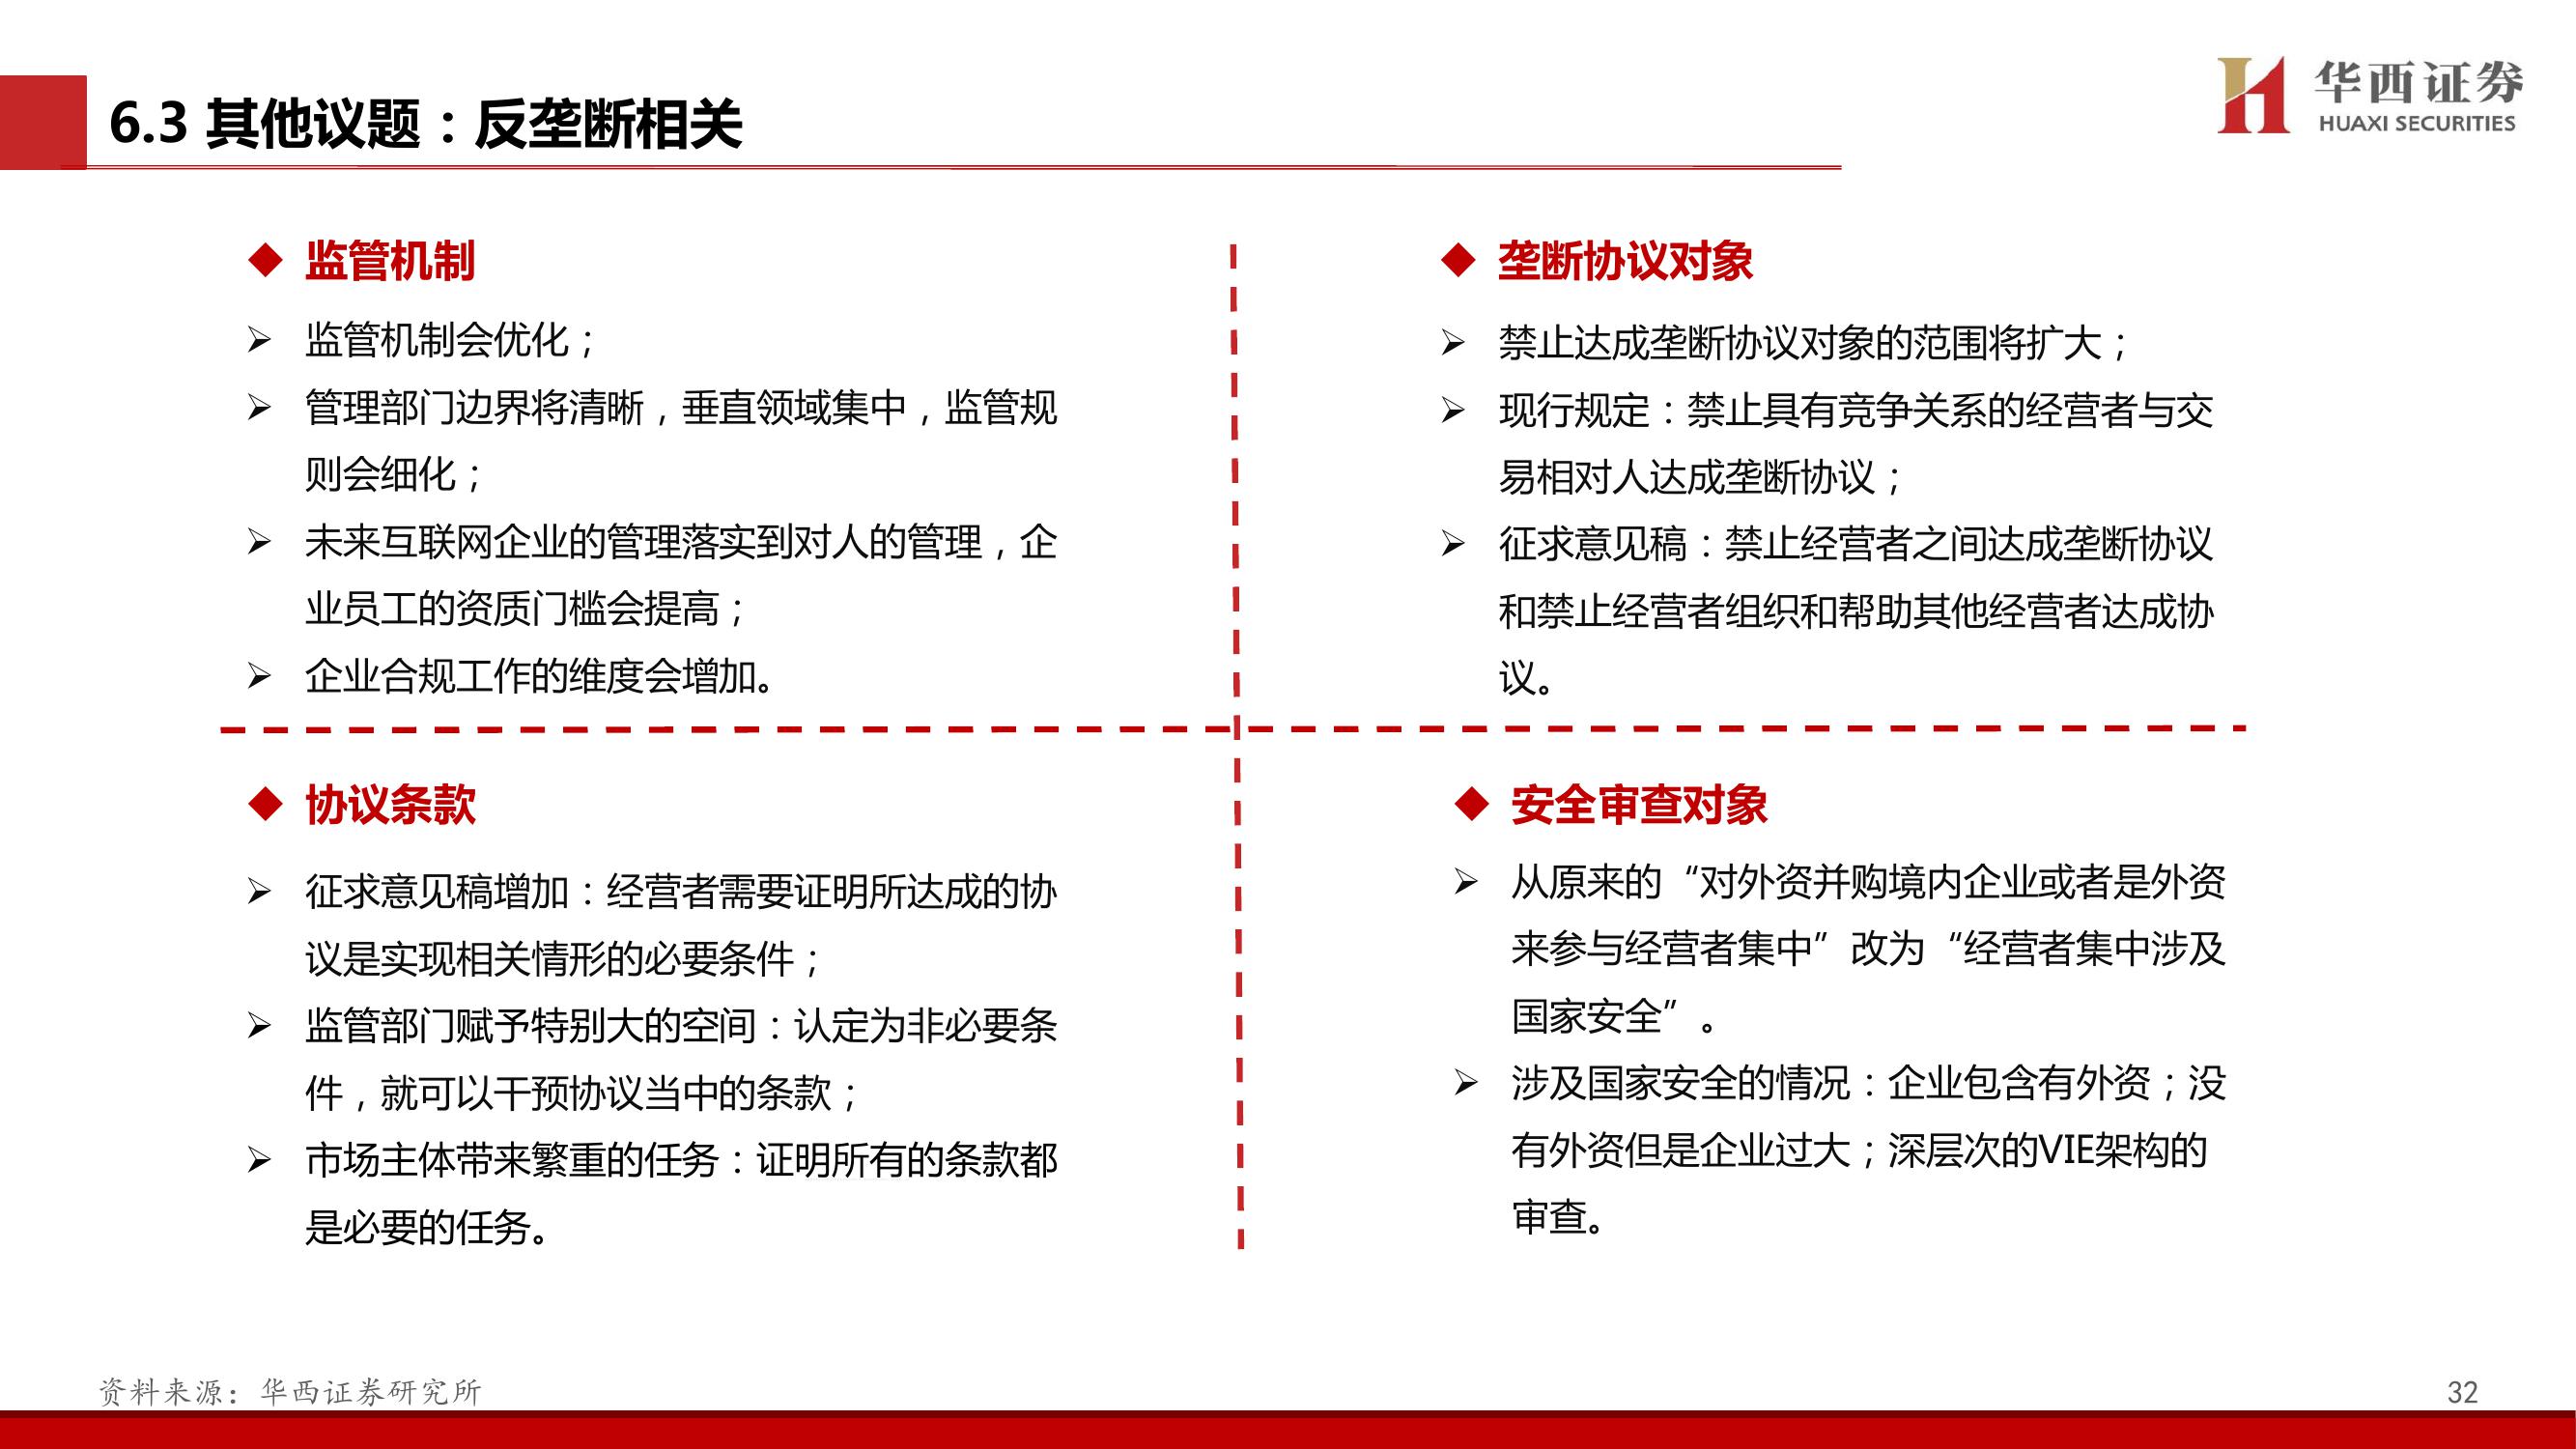 6.3 其他议题：反垄断相关
华西证券
HUAXI SECURITIES
监管机制
监管机制会优化；
管理部门边界将清晰，垂直领域集中，监管规
则会细化；
未来互联网企业的管理落实到对人的管理，企
业员工的资质门槛会提高；
企业合规工作的维度会增加。
垄断协议对象
禁止达成垄断协议对象的范围将扩大；
现行规定：禁止具有竞争关系的经营者与交
易相对人达成垄断协议；
征求意见稿：禁止经营者之间达成垄断协议
和禁止经营者组织和帮助其他经营者达成协
议。
协议条款
征求意见稿增加：经营者需要证明所达成的协
议是实现相关情形的必要条件；
监管部门赋予特别大的空间：认定为非必要条
件，就可以干预协议当中的条款；
市场主体带来繁重的任务：证明所有的条款都
是必要的任务。
安全审查对象
从原来的“对外资并购境内企业或者是外资
来参与经营者集中”改为“经营者集中涉及
国家安全”。
涉及国家安全的情况：企业包含有外资；没
有外资但是企业过大；深层次的VIE架构的
审查。
资料来源：华西证券研究所
32